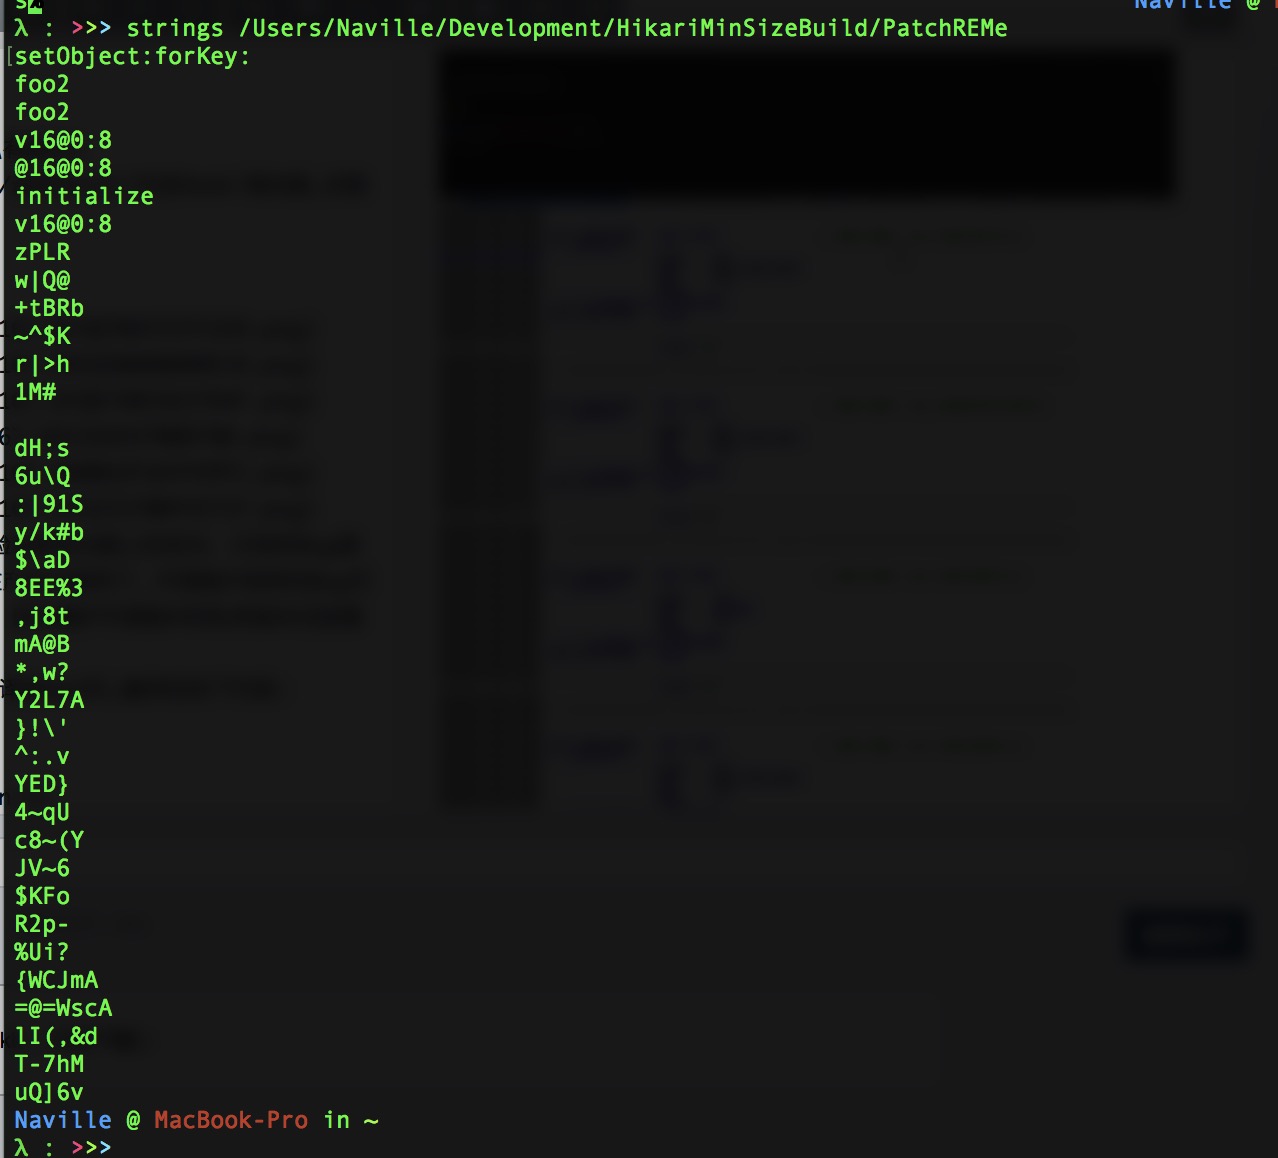 Naville @
λ : >>> strings /Users/Naville/Development/HikariMinSizeBuild/PatchREMe
[setObject:forKey:
foo2
foo2
v16@0:8
@16@0:8
initialize
v16@0:8
zPLR
w|Q@
+tBRb
~^$K
r|>h
1M#
dH;s
6u\Q
:|91S
y/k#b
$\aD
8EE%3
,j8t
mA@B
*,w?
Y2L7A
}!\'
^:.v
YED}
4~qU
c8~(Y
JV~6
$KFo
R2p-
%Ui?
{WCJmA
=@=WscA
lI(,&d
T-7hM
uQ]6v
Naville @ MacBook-Pro in ~
λ : >>>